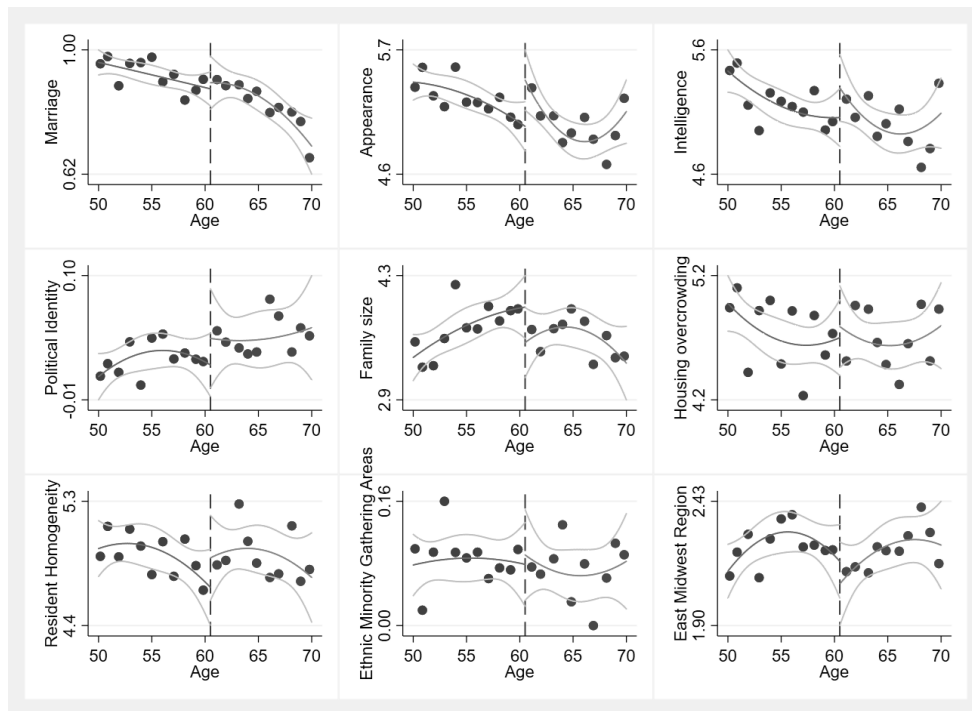 Marriage
1.00
0.62
50 55 60 65 70
Age
Appearance
5.7
4.6
50 55 60 65 70
Age
Intelligence
5.6
4.6
50 55 60 65 70
Age
Political Identity
0.10
-0.01
50 55 60 65 70
Age
Family size
4.3
2.9
50 55 60 65 70
Age
Housing overcrowding
5.2
4.2
50 55 60 65 70
Age
Resident Homogeneity
5.3
4.4
50 55 60 65 70
Age
Ethnic Minority Gathering Areas
0.16
0.00
50 55 60 65 70
Age
East Midwest Region
2.43
1.90
50 55 60 65 70
Age